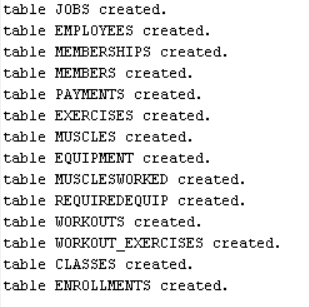 table JOBS created.
table EMPLOYEES created.
table MEMBERSHIPS created.
table MEMBERS created.
table PAYMENTS created.
table EXERCISES created.
table MUSCLES created.
table EQUIPMENT created.
table MUSCLESWORKED created.
table REQUIREDEQUIP created.
table WORKOUTS created.
table WORKOUT_EXERCISES created.
table CLASSES created.
table ENROLLMENTS created.